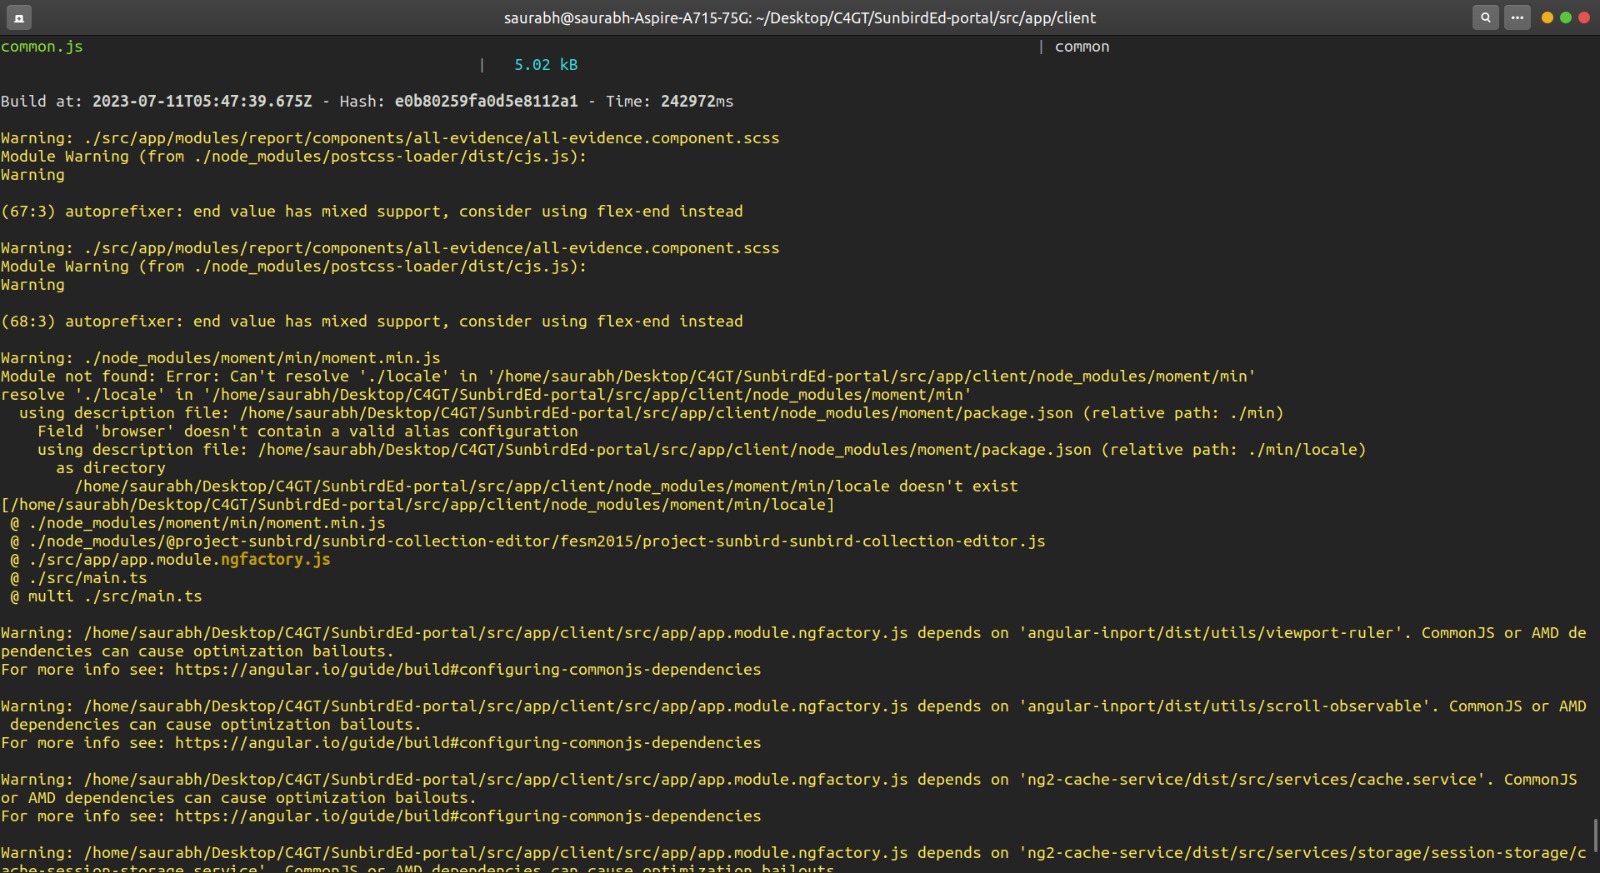 saurabh@saurabh-Aspire-A715-75G: ~/Desktop/C4GT/SunbirdEd-portal/src/app/client
common.js | common
| 5.02 kB
Build at: 2023-07-11T05:47:39.675Z - Hash: e0b80259fa0d5e8112a1 - Time: 242972ms
Warning: ./src/app/modules/report/components/all-evidence/all-evidence.component.scss
Module Warning (from ./node_modules/postcss-loader/dist/cjs.js):
Warning
(67:3) autoprefixer: end value has mixed support, consider using flex-end instead
Warning: ./src/app/modules/report/components/all-evidence/all-evidence.component.scss
Module Warning (from ./node_modules/postcss-loader/dist/cjs.js):
Warning
(68:3) autoprefixer: end value has mixed support, consider using flex-end instead
Warning: ./node_modules/moment/min/moment.min.js
Module not found: Error: Can't resolve './locale' in '/home/saurabh/Desktop/C4GT/SunbirdEd-portal/src/app/client/node_modules/moment/min'
resolve './locale' in '/home/saurabh/Desktop/C4GT/SunbirdEd-portal/src/app/client/node_modules/moment/min'
using description file: /home/saurabh/Desktop/C4GT/SunbirdEd-portal/src/app/client/node_modules/moment/package.json (relative path: ./min)
Field 'browser' doesn't contain a valid alias configuration
using description file: /home/saurabh/Desktop/C4GT/SunbirdEd-portal/src/app/client/node_modules/moment/package.json (relative path: ./min/locale)
as directory
/home/saurabh/Desktop/C4GT/SunbirdEd-portal/src/app/client/node_modules/moment/min/locale doesn't exist
[/home/saurabh/Desktop/C4GT/SunbirdEd-portal/src/app/client/node_modules/moment/min/locale]
@ ./node_modules/moment/min/moment.min.js
@ ./node_modules/@project-sunbird/sunbird-collection-editor/fesm2015/project-sunbird-sunbird-collection-editor.js
@ ./src/app/app.module.ngfactory.js
@ ./src/main.ts
@ multi ./src/main.ts
Warning: /home/saurabh/Desktop/C4GT/SunbirdEd-portal/src/app/client/src/app/app.module.ngfactory.js depends on 'angular-inport/dist/utils/viewport-ruler'. CommonJS or AMD de
pendencies can cause optimization bailouts.
For more info see: https://angular.io/guide/build#configuring-commonjs-dependencies
Warning: /home/saurabh/Desktop/C4GT/SunbirdEd-portal/src/app/client/src/app/app.module.ngfactory.js depends on 'angular-inport/dist/utils/scroll-observable'. CommonJS or AMD
dependencies can cause optimization bailouts.
For more info see: https://angular.io/guide/build#configuring-commonjs-dependencies
Warning: /home/saurabh/Desktop/C4GT/SunbirdEd-portal/src/app/client/src/app/app.module.ngfactory.js depends on 'ng2-cache-service/dist/src/services/cache.service'. CommonJS
or AMD dependencies can cause optimization bailouts.
For more info see: https://angular.io/guide/build#configuring-commonjs-dependencies
Warning: /home/saurabh/Desktop/C4GT/SunbirdEd-portal/src/app/client/src/app/app.module.ngfactory.js depends on 'ng2-cache-service/dist/src/services/storage/session-storage/c
ache-session-storage.service'. CommonJS or AMD dependencies can cause optimization bailouts.